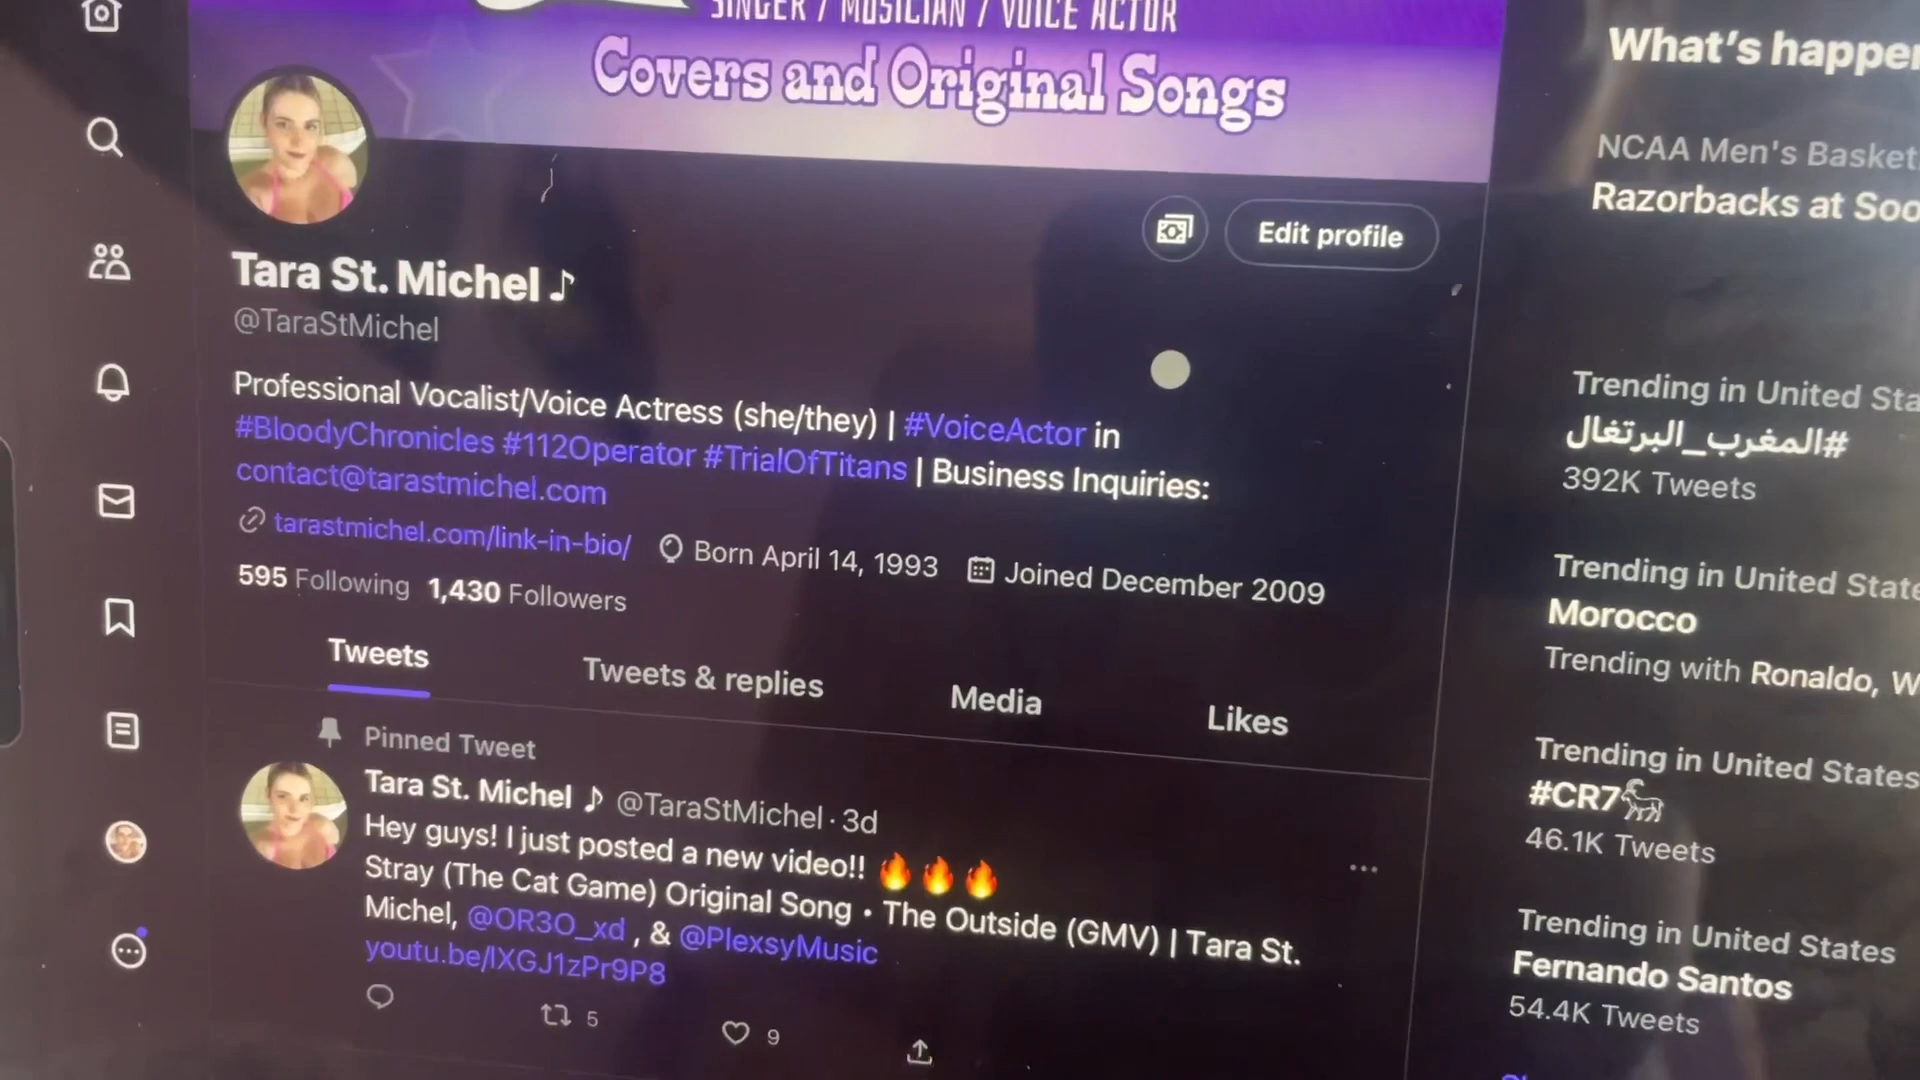 SINGER / MUSICIAN / VOICE ACTOR
Covers and Original Songs
Edit profile
Tara St. Michel ♪
@TaraStMichel
Professional Vocalist/Voice Actress (she/they) | #VoiceActor in
#BloodyChronicles #112Operator #TrialOfTitans | Business Inquiries:
contact@tarastmichel.com
tarastmichel.com/link-in-bio/ Born April 14, 1993 Joined December 2009
595 Following 1,430 Followers
Tweets Tweets & replies Media Likes
Pinned Tweet
Tara St. Michel ♪ @TaraStMichel · 3d
Hey guys! I just posted a new video!! 🔥🔥🔥
Stray (The Cat Game) Original Song • The Outside (GMV) | Tara St.
Michel, @OR3O_xd , & @PlexsyMusic
youtu.be/lXGJ1zPr9P8
5 9
What's happen
NCAA Men's Basket
Razorbacks at Soo
Trending in United Sta
#المغرب_البرتغال
392K Tweets
Trending in United State
Morocco
Trending with Ronaldo, W
Trending in United States
#CR7
46.1K Tweets
Trending in United States
Fernando Santos
54.4K Tweets